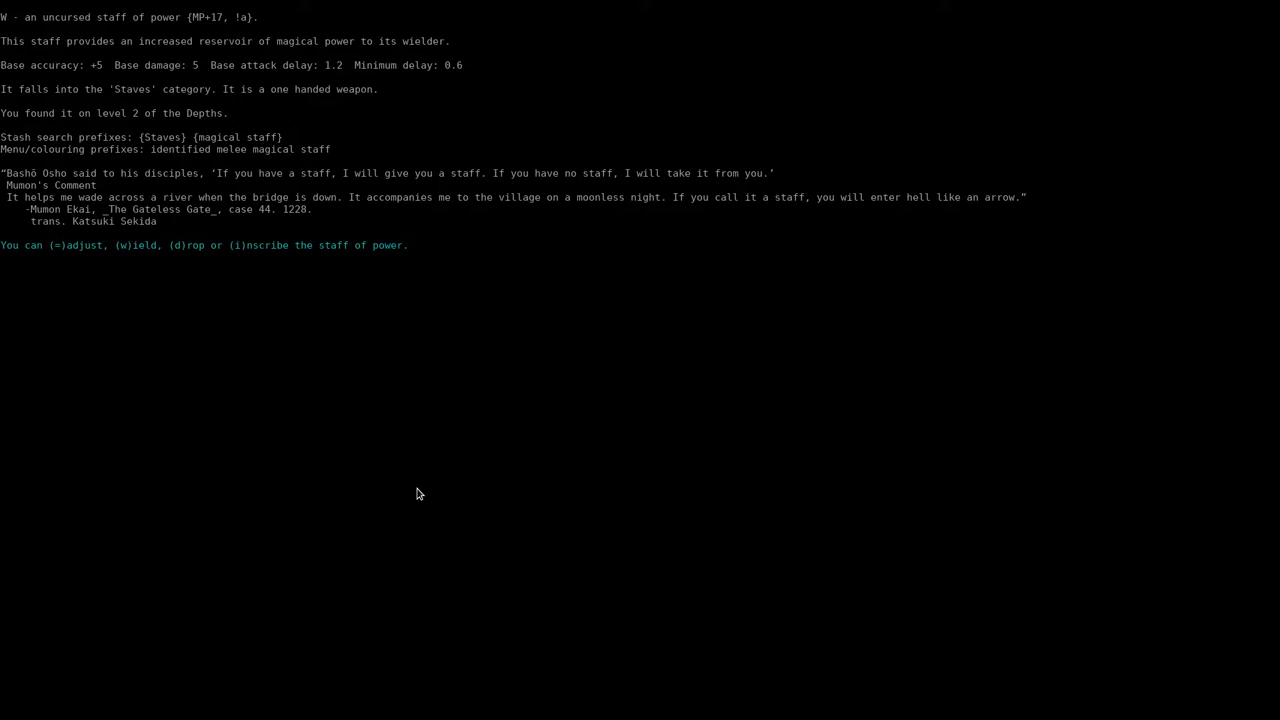 W - an uncursed staff of power {MP+17, !a}.
This staff provides an increased reservoir of magical power to its wielder.
Base accuracy: +5  Base damage: 5  Base attack delay: 1.2  Minimum delay: 0.6
It falls into the 'Staves' category. It is a one handed weapon.
You found it on level 2 of the Depths.
Stash search prefixes: {Staves} {magical staff}
Menu/colouring prefixes: identified melee magical staff
“Bashō Osho said to his disciples, ‘If you have a staff, I will give you a staff. If you have no staff, I will take it from you.’
Mumon's Comment
It helps me wade across a river when the bridge is down. It accompanies me to the village on a moonless night. If you call it a staff, you will enter hell like an arrow.”
-Mumon Ekai, _The Gateless Gate_, case 44. 1228.
trans. Katsuki Sekida
You can (=)adjust, (w)ield, (d)rop or (i)nscribe the staff of power.